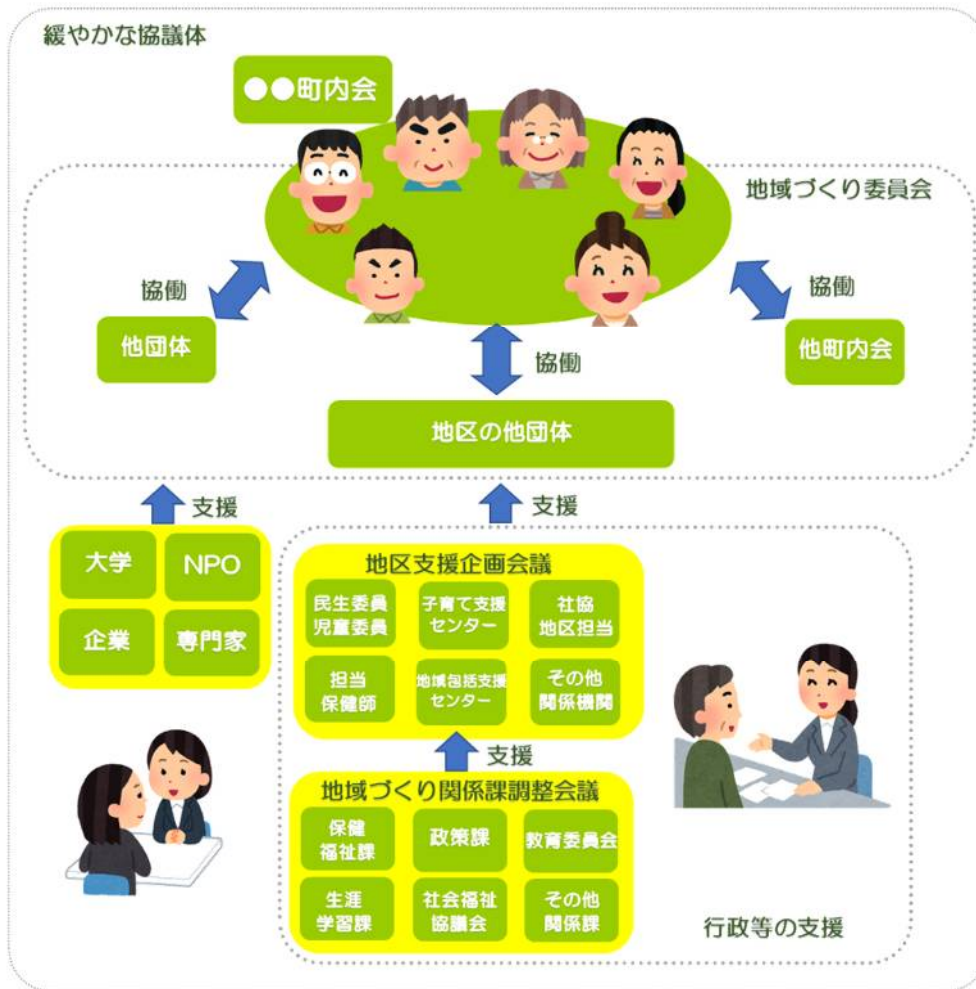 緩やかな協議体
●●町内会
地域づくり委員会
協働
協働
他団体
協働
他町内会
地区の他団体
支援
支援
大学
NPO
企業
専門家
地区支援企画会議
民生委員
児童委員
子育て支援
センター
社協
地区担当
担当
保健師
地域包括支援
センター
その他
関係機関
支援
地域づくり関係課調整会議
保健
福祉課
政策課
教育委員会
生涯
学習課
社会福祉
協議会
その他
関係課
行政等の支援